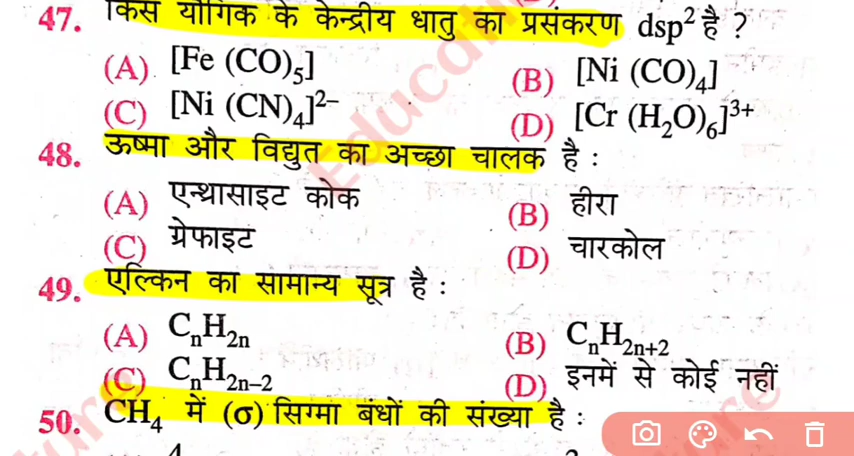 47. किस यौगिक के केन्द्रीय धातु का प्रसंकरण dsp² है ?
(A) [Fe (CO)₅]
(B) [Ni (CO)₄]
(C) [Ni (CN)₄]²⁻
(D) [Cr (H₂O)₆]³⁺
48. ऊष्मा और विद्युत का अच्छा चालक है :
(A) एन्थ्रासाइट कोक
(B) हीरा
(C) ग्रेफाइट
(D) चारकोल
49. एल्किन का सामान्य सूत्र है :
(A) CₙH₂ₙ
(B) CₙH₂ₙ₊₂
(C) CₙH₂ₙ₋₂
(D) इनमें से कोई नहीं
50. CH₄ में (σ) सिग्मा बंधों की संख्या है :